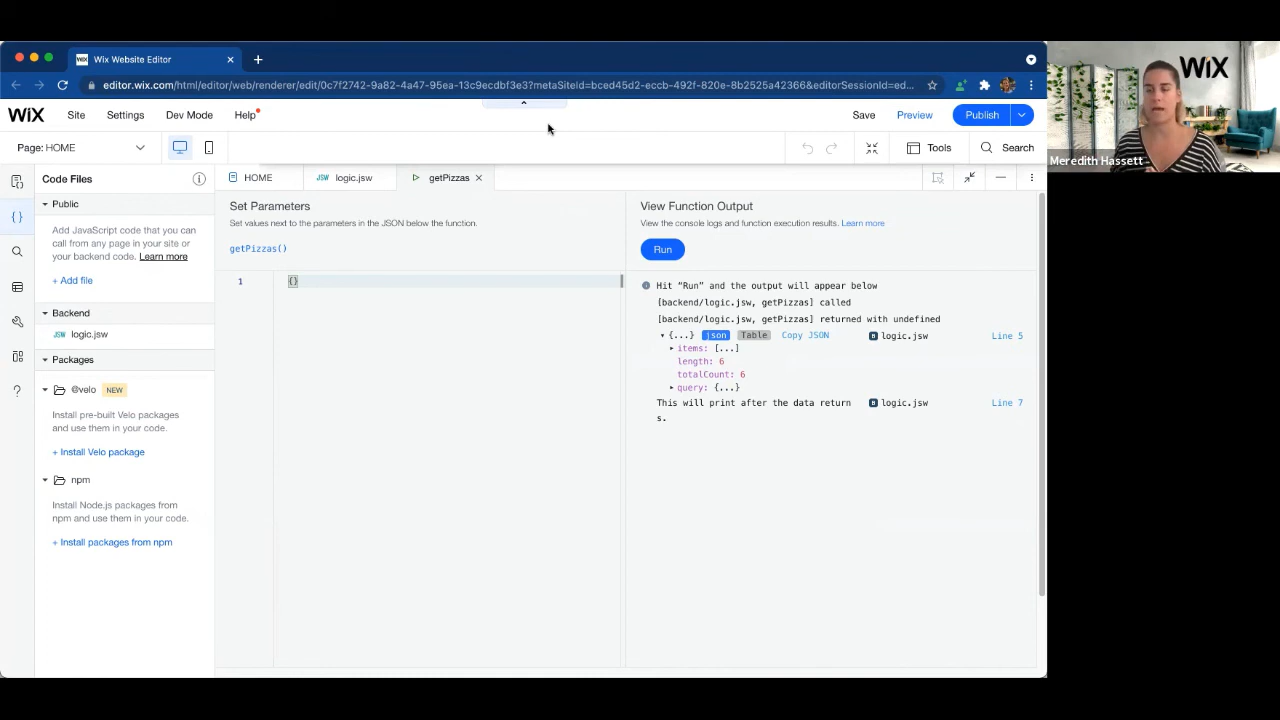 Wix Website Editor
editor.wix.com/html/editor/web/renderer/edit/0c7f2742-9a82-4a47-95ea-13c9ecdbf3e3?metaSiteId=bced45d2-eccb-492f-820e-8b2525a42366&editorSessionId=ed...
WIX
Meredith Hassett
WIX Site Settings Dev Mode Help Save Preview Publish
Page: HOME Tools Search
Code Files HOME logic.jsw getPizzas
Public
Add JavaScript code that you can
call from any page in your site or
your backend code. Learn more
+ Add file
Backend
logic.jsw
Packages
@velo NEW
Install pre-built Velo packages
and use them in your code.
+ Install Velo package
npm
Install Node.js packages from
npm and use them in your code.
+ Install packages from npm
Set Parameters
Set values next to the parameters in the JSON below the function.
getPizzas()
1 {}
View Function Output
View the console logs and function execution results. Learn more
Run
Hit “Run” and the output will appear below
[backend/logic.jsw, getPizzas] called
[backend/logic.jsw, getPizzas] returned with undefined
{...} json Table Copy JSON logic.jsw Line 5
items: [...]
length: 6
totalCount: 6
query: {...}
This will print after the data return logic.jsw Line 7
s.